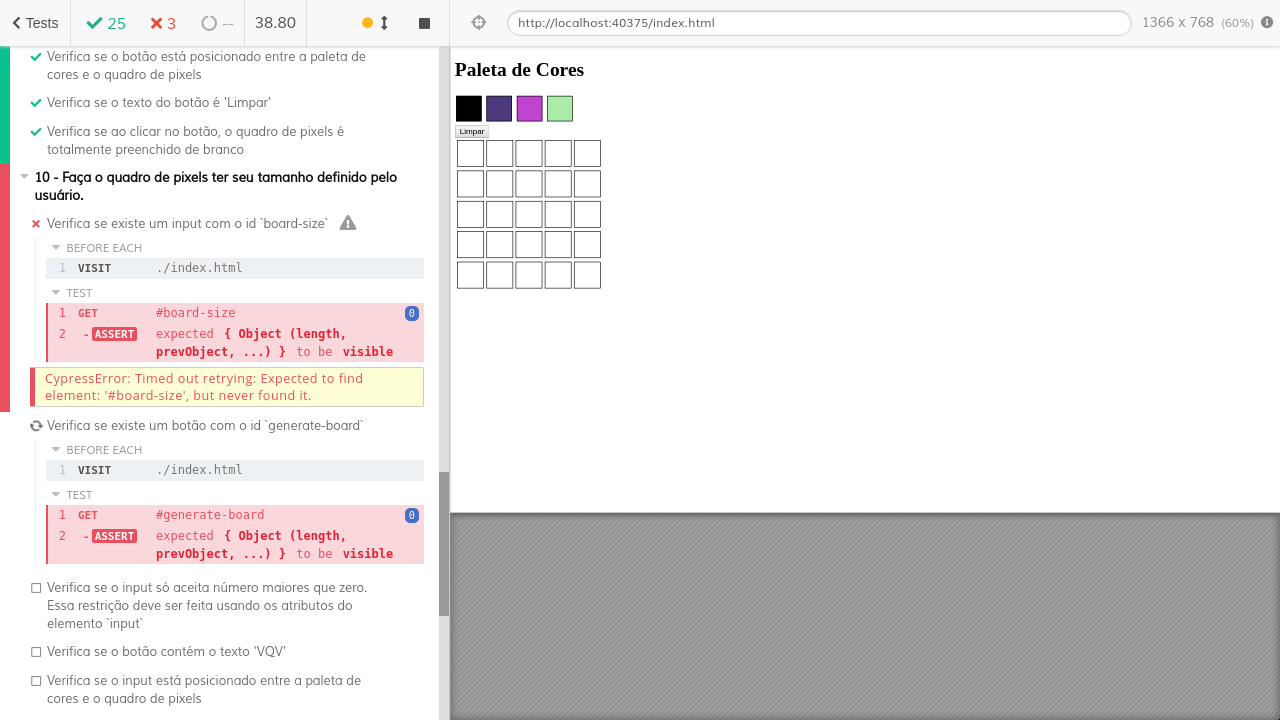 Tests 25 3 -- 38.80 http://localhost:40375/index.html 1366 x 768 (60%)
Verifica se o botão está posicionado entre a paleta de
cores e o quadro de pixels
Verifica se o texto do botão é 'Limpar'
Verifica se ao clicar no botão, o quadro de pixels é
totalmente preenchido de branco
10 - Faça o quadro de pixels ter seu tamanho definido pelo
usuário.
Verifica se existe um input com o id `board-size`
BEFORE EACH
1 VISIT ./index.html
TEST
1 GET #board-size 0
2 -ASSERT expected { Object (length,
prevObject, ...) } to be visible
CypressError: Timed out retrying: Expected to find
element: '#board-size', but never found it.
Verifica se existe um botão com o id `generate-board`
BEFORE EACH
1 VISIT ./index.html
TEST
1 GET #generate-board 0
2 -ASSERT expected { Object (length,
prevObject, ...) } to be visible
Verifica se o input só aceita número maiores que zero.
Essa restrição deve ser feita usando os atributos do
elemento `input`
Verifica se o botão contém o texto 'VQV'
Verifica se o input está posicionado entre a paleta de
cores e o quadro de pixels
Paleta de Cores
Limpar